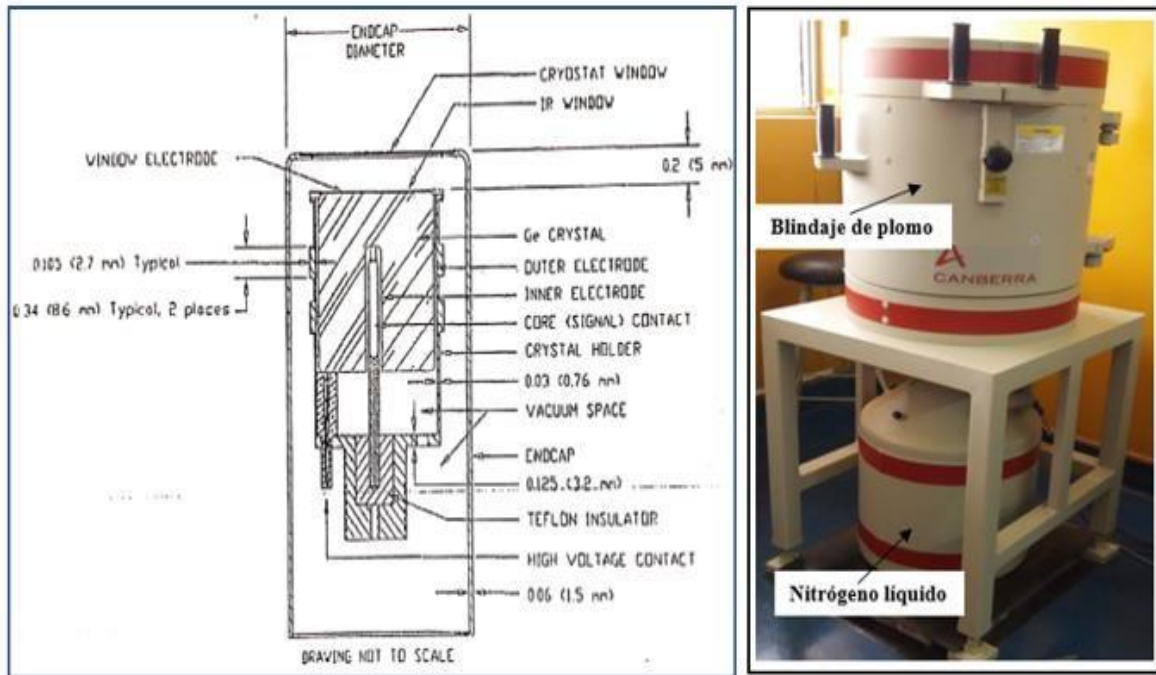 ENDCAP
DIAMETER
CRYOSTAT WINDOW
IR WINDOW
WINDOW ELECTRODE
0.2 (5 mm)
Ge CRYSTAL
0.105 (2.7 mm) Typical
OUTER ELECTRODE
INNER ELECTRODE
0.34 (8.6 mm) Typical, 2 places
CORE (SIGNAL) CONTACT
CRYSTAL HOLDER
0.03 (0.76 mm)
VACUUM SPACE
ENDCAP
0.125 (3.2 mm)
TEFLON INSULATOR
HIGH VOLTAGE CONTACT
0.06 (1.5 mm)
DRAWING NOT TO SCALE
Blindaje de plomo
CANBERRA
Nitrógeno líquido